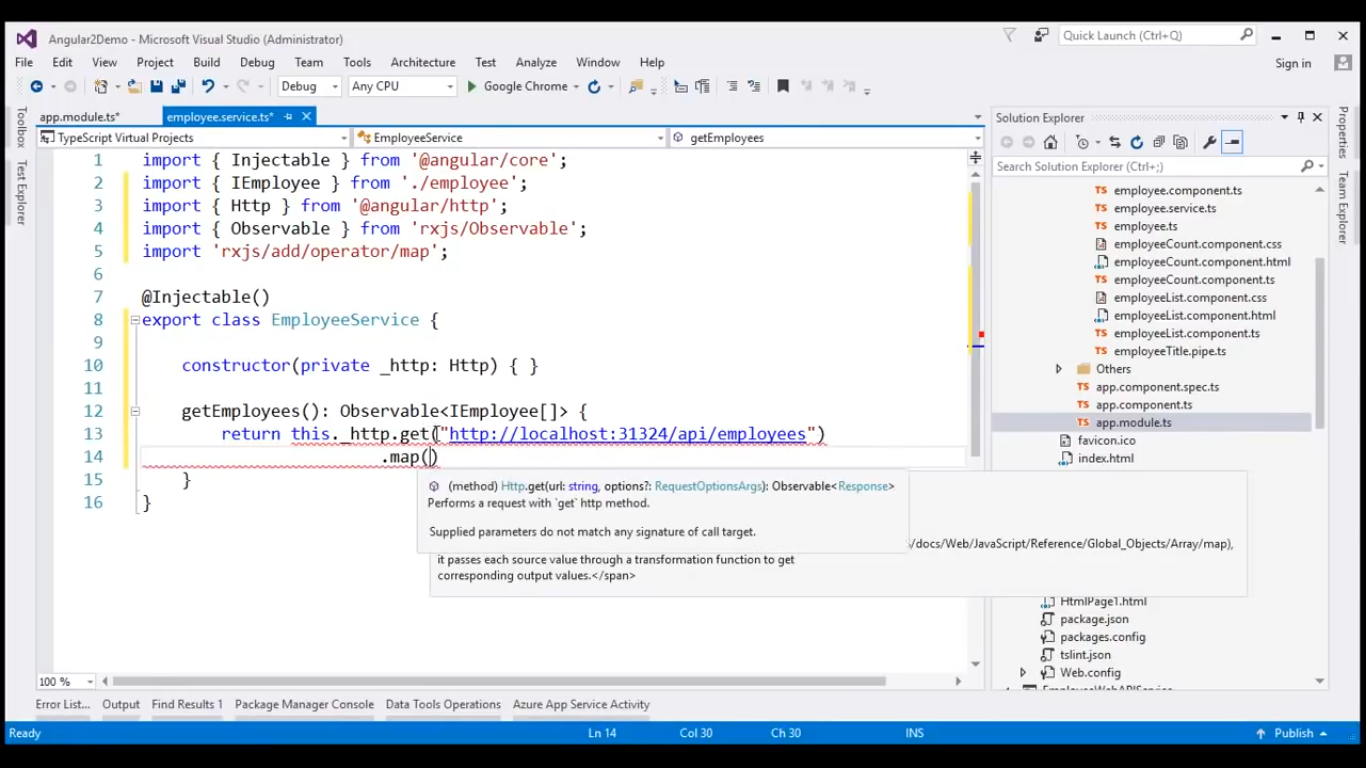 Angular2Demo - Microsoft Visual Studio (Administrator)
Quick Launch (Ctrl+Q)
File Edit View Project Build Debug Team Tools Architecture Test Analyze Window Help
Sign in
Debug Any CPU Google Chrome
Toolbox
Test Explorer
app.module.ts* employee.service.ts*
TypeScript Virtual Projects EmployeeService getEmployees
1 import { Injectable } from '@angular/core';
2 import { IEmployee } from './employee';
3 import { Http } from '@angular/http';
4 import { Observable } from 'rxjs/Observable';
5 import 'rxjs/add/operator/map';
6
7 @Injectable()
8 export class EmployeeService {
9
10 constructor(private _http: Http) { }
11
12 getEmployees(): Observable<IEmployee[]> {
13 return this._http.get("http://localhost:31324/api/employees")
14 .map()
15 }
16 }
(method) Http.get(url: string, options?: RequestOptionsArgs): Observable<Response>
Performs a request with `get` http method.
Supplied parameters do not match any signature of call target.
/docs/Web/JavaScript/Reference/Global_Objects/Array/map),
it passes each source value through a transformation function to get
corresponding output values.</span>
100 %
Solution Explorer
Search Solution Explorer (Ctrl+;)
TS employee.component.ts
TS employee.service.ts
TS employee.ts
employeeCount.component.css
employeeCount.component.html
TS employeeCount.component.ts
employeeList.component.css
employeeList.component.html
TS employeeList.component.ts
TS employeeTitle.pipe.ts
Others
TS app.component.spec.ts
TS app.component.ts
TS app.module.ts
favicon.ico
index.html
HtmlPage1.html
package.json
packages.config
tslint.json
Web.config
EmployeeWebAPIService
Properties
Team Explorer
Error List... Output Find Results 1 Package Manager Console Data Tools Operations Azure App Service Activity
Ready Ln 14 Col 30 Ch 30 INS Publish